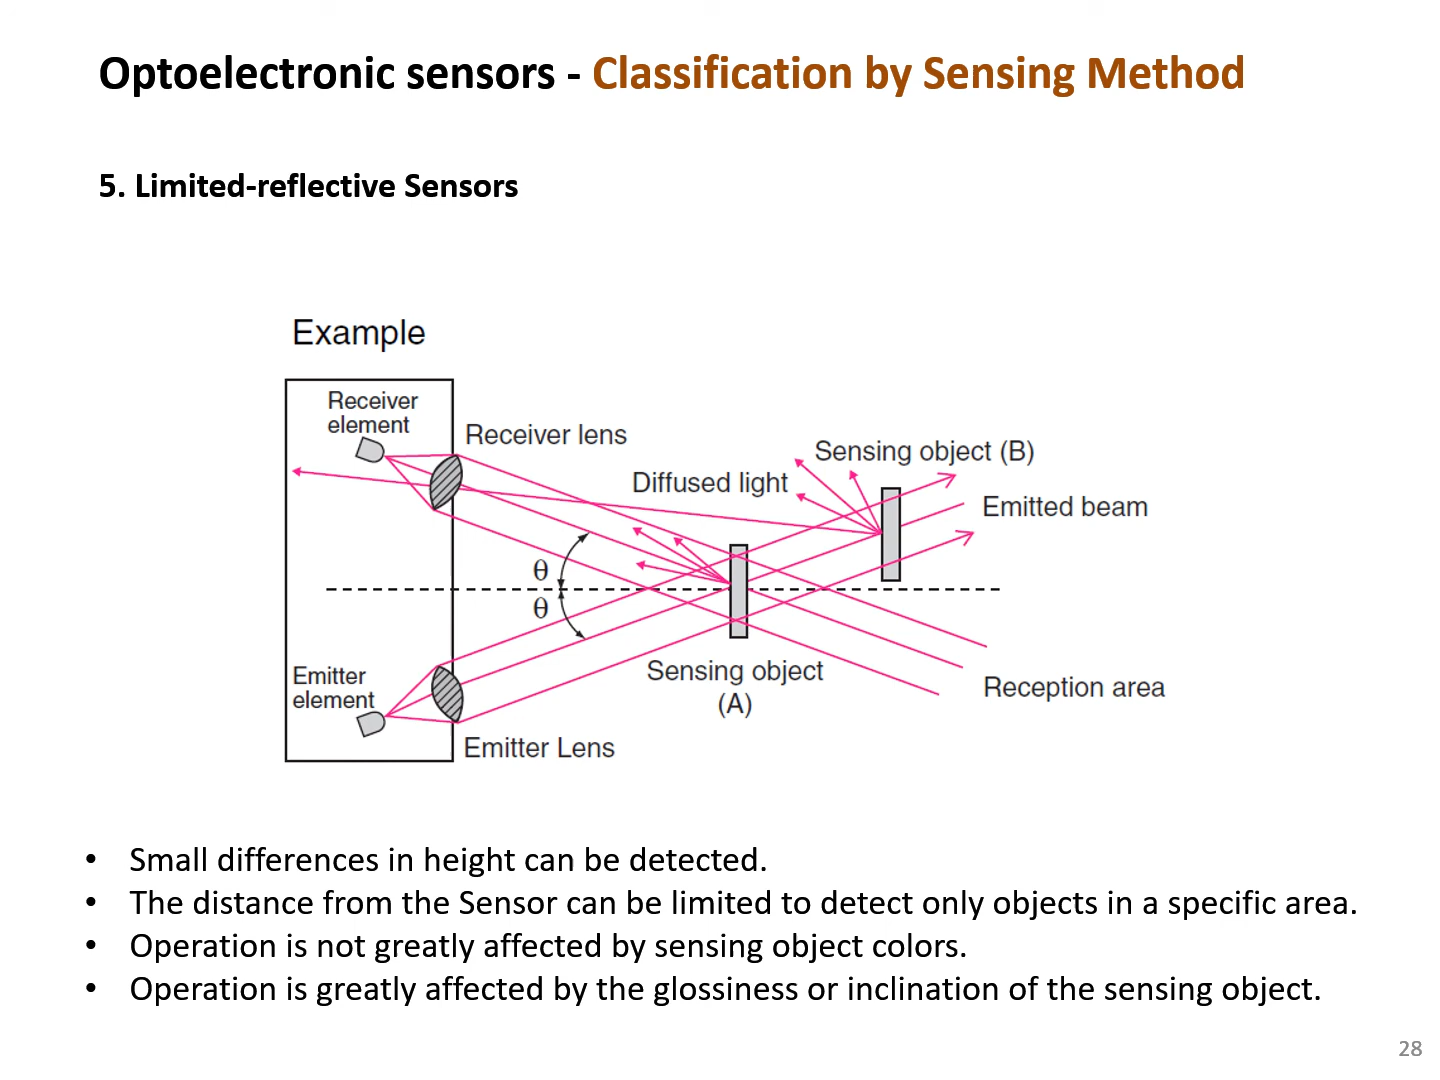 Optoelectronic sensors - Classification by Sensing Method
5. Limited-reflective Sensors
Example
Receiver
element
Receiver lens
Sensing object (B)
Diffused light
Emitted beam
θ
θ
Sensing object
(A)
Emitter
element
Reception area
Emitter Lens
• Small differences in height can be detected.
• The distance from the Sensor can be limited to detect only objects in a specific area.
• Operation is not greatly affected by sensing object colors.
• Operation is greatly affected by the glossiness or inclination of the sensing object.
28